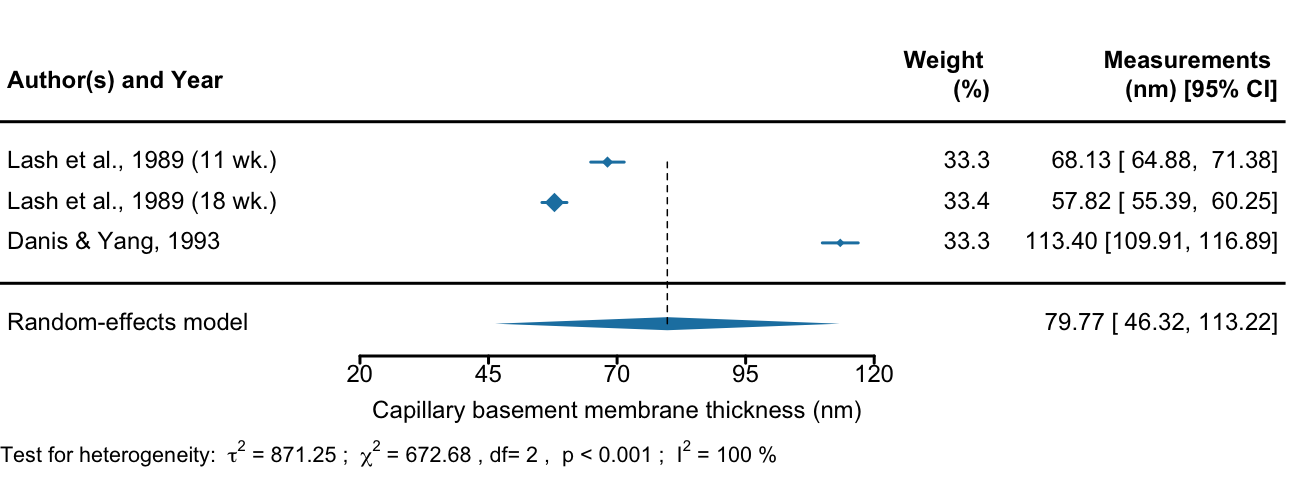 Author(s) and Year
Weight (%)
Measurements (nm) [95% CI]
Lash et al., 1989 (11 wk.) 33.3 68.13 [ 64.88, 71.38]
Lash et al., 1989 (18 wk.) 33.4 57.82 [ 55.39, 60.25]
Danis & Yang, 1993 33.3 113.40 [109.91, 116.89]
Random-effects model 79.77 [ 46.32, 113.22]
20 45 70 95 120
Capillary basement membrane thickness (nm)
Test for heterogeneity: τ² = 871.25 ; χ² = 672.68 , df= 2 , p < 0.001 ; I² = 100 %